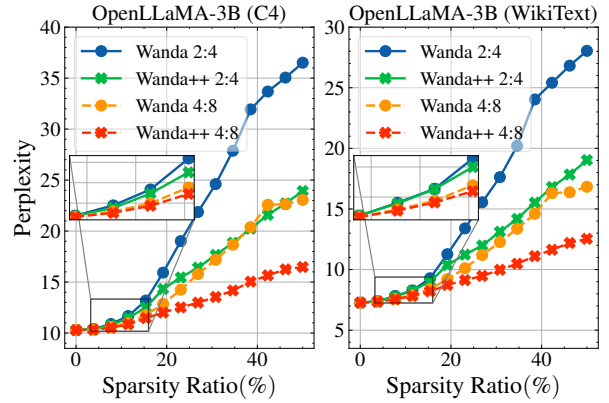 OpenLLaMA-3B (C4)
Wanda 2:4
Wanda++ 2:4
Wanda 4:8
Wanda++ 4:8
40
35
30
25
20
15
10
0
20
40
Perplexity
Sparsity Ratio(%)
OpenLLaMA-3B (WikiText)
Wanda 2:4
Wanda++ 2:4
Wanda 4:8
Wanda++ 4:8
30
25
20
15
10
5
0
20
40
Sparsity Ratio(%)